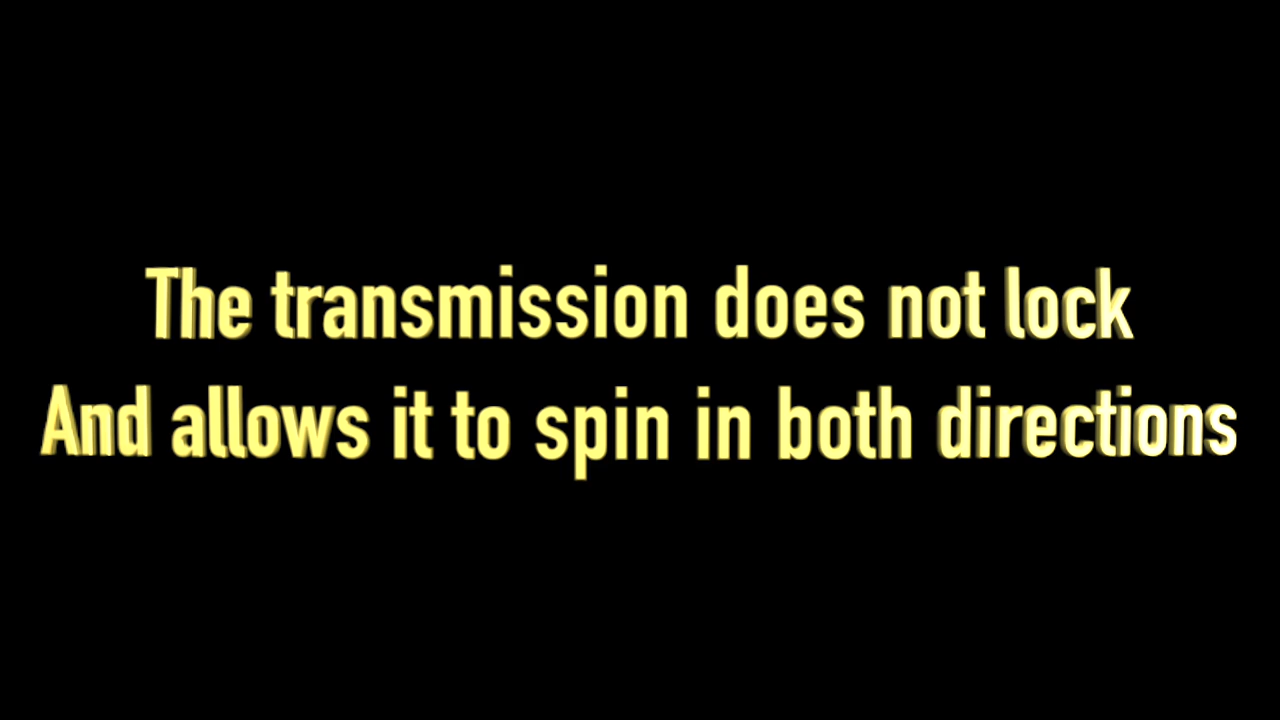 The transmission does not lock
And allows it to spin in both directions